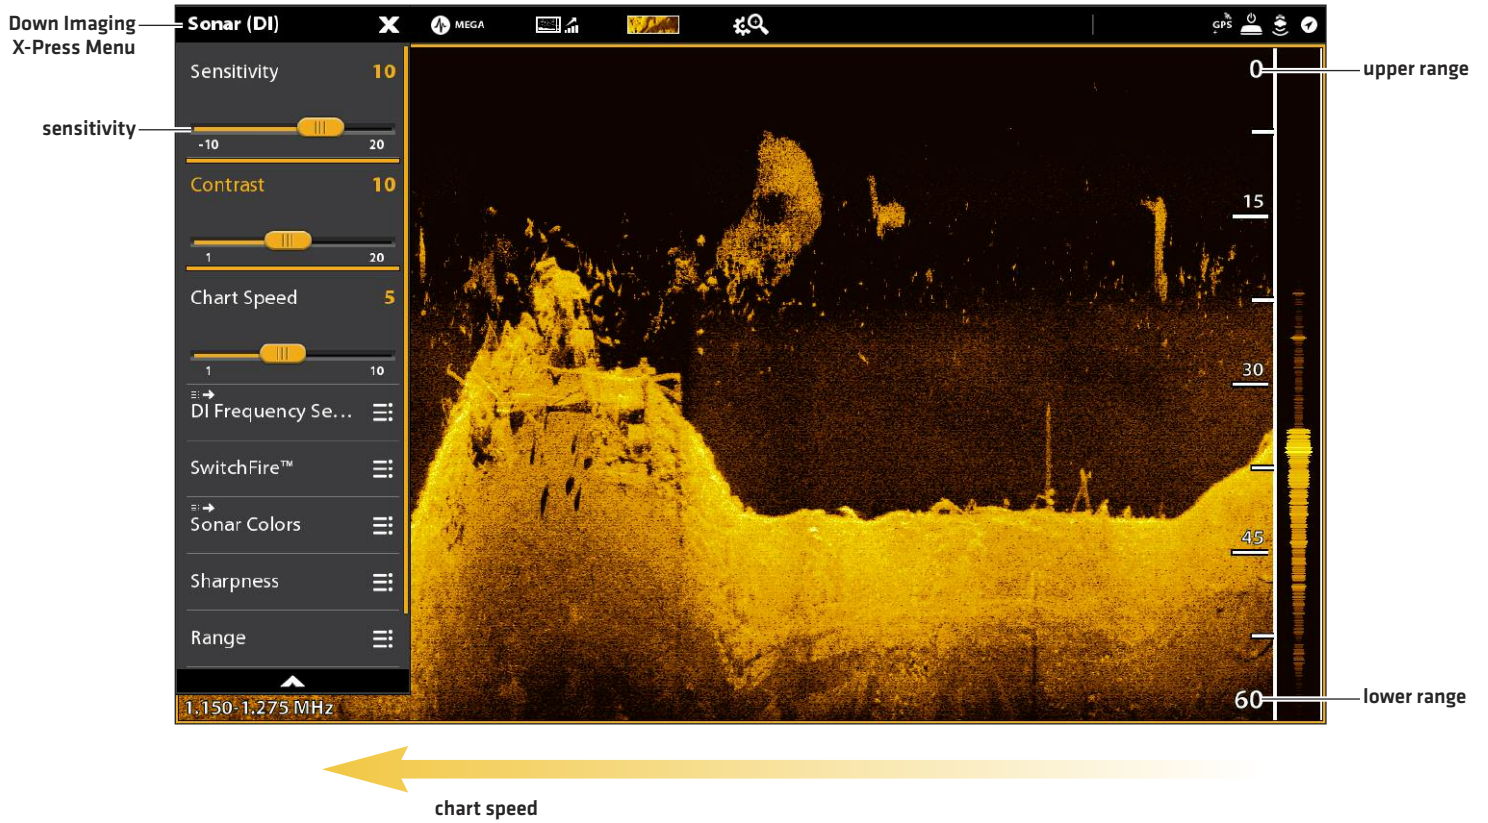 Down Imaging
X-Press Menu
Sonar (DI)
MEGA
GPS
Sensitivity 10
-10 20
sensitivity
Contrast 10
1 20
Chart Speed 5
1 10
DI Frequency Se...
SwitchFire™
Sonar Colors
Sharpness
Range
1.150-1.275 MHz
0
upper range
15
30
45
60
lower range
chart speed